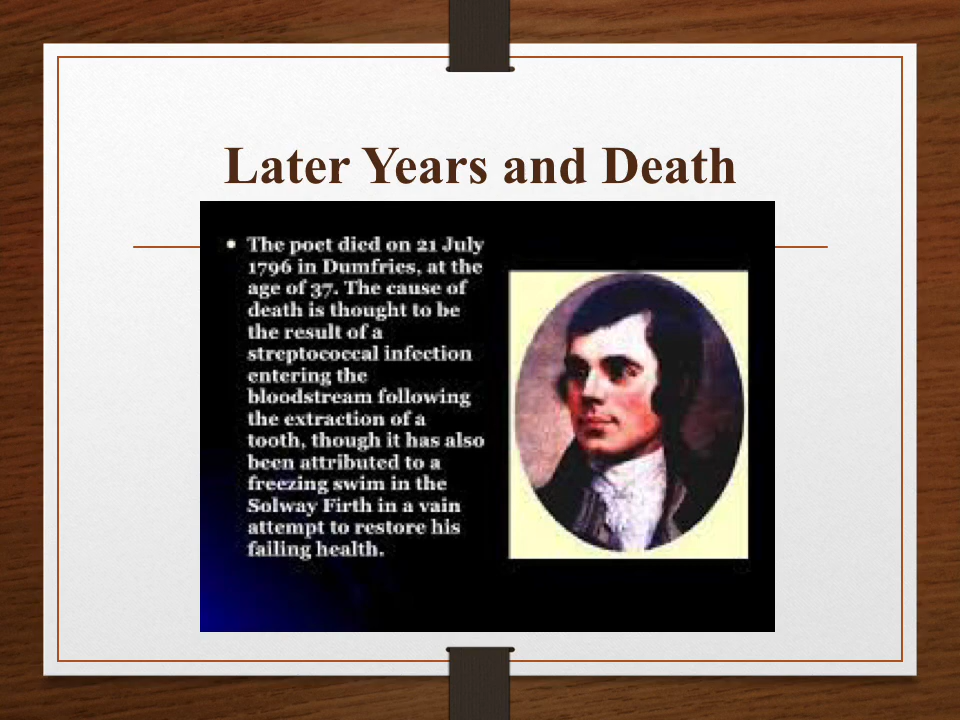 Later Years and Death
• The poet died on 21 July
1796 in Dumfries, at the
age of 37. The cause of
death is thought to be
the result of a
streptococcal infection
entering the
bloodstream following
the extraction of a
tooth, though it has also
been attributed to a
freezing swim in the
Solway Firth in a vain
attempt to restore his
failing health.